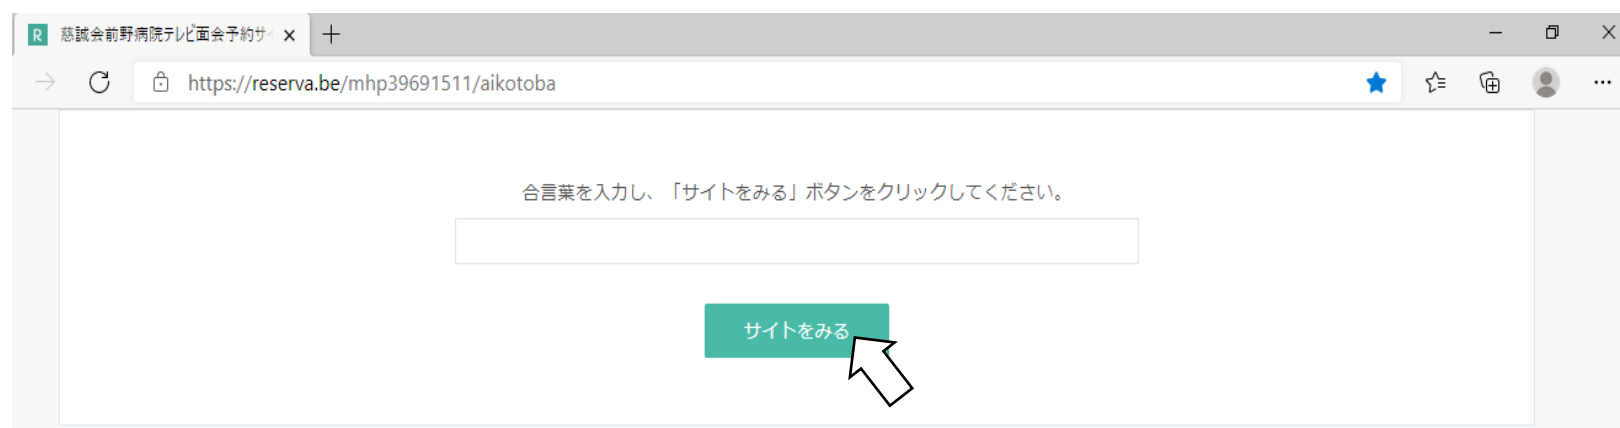 R 慈誠会前野病院テレビ面会予約サイ
https://reserva.be/mhp39691511/aikotoba
合言葉を入力し、「サイトをみる」ボタンをクリックしてください。
サイトをみる